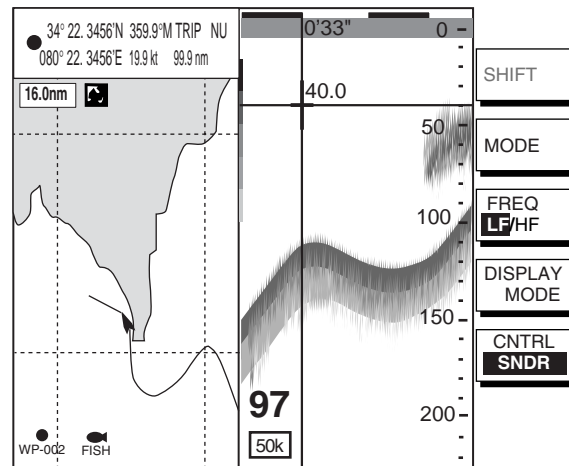 34° 22. 3456'N 359.9°M TRIP NU
080° 22. 3456'E 19.9 kt 99.9 nm
16.0nm
WP-002 FISH
0'33"
40.0
0
50
100
150
200
97
50k
SHIFT
MODE
FREQ
LF/HF
DISPLAY
MODE
CNTRL
SNDR